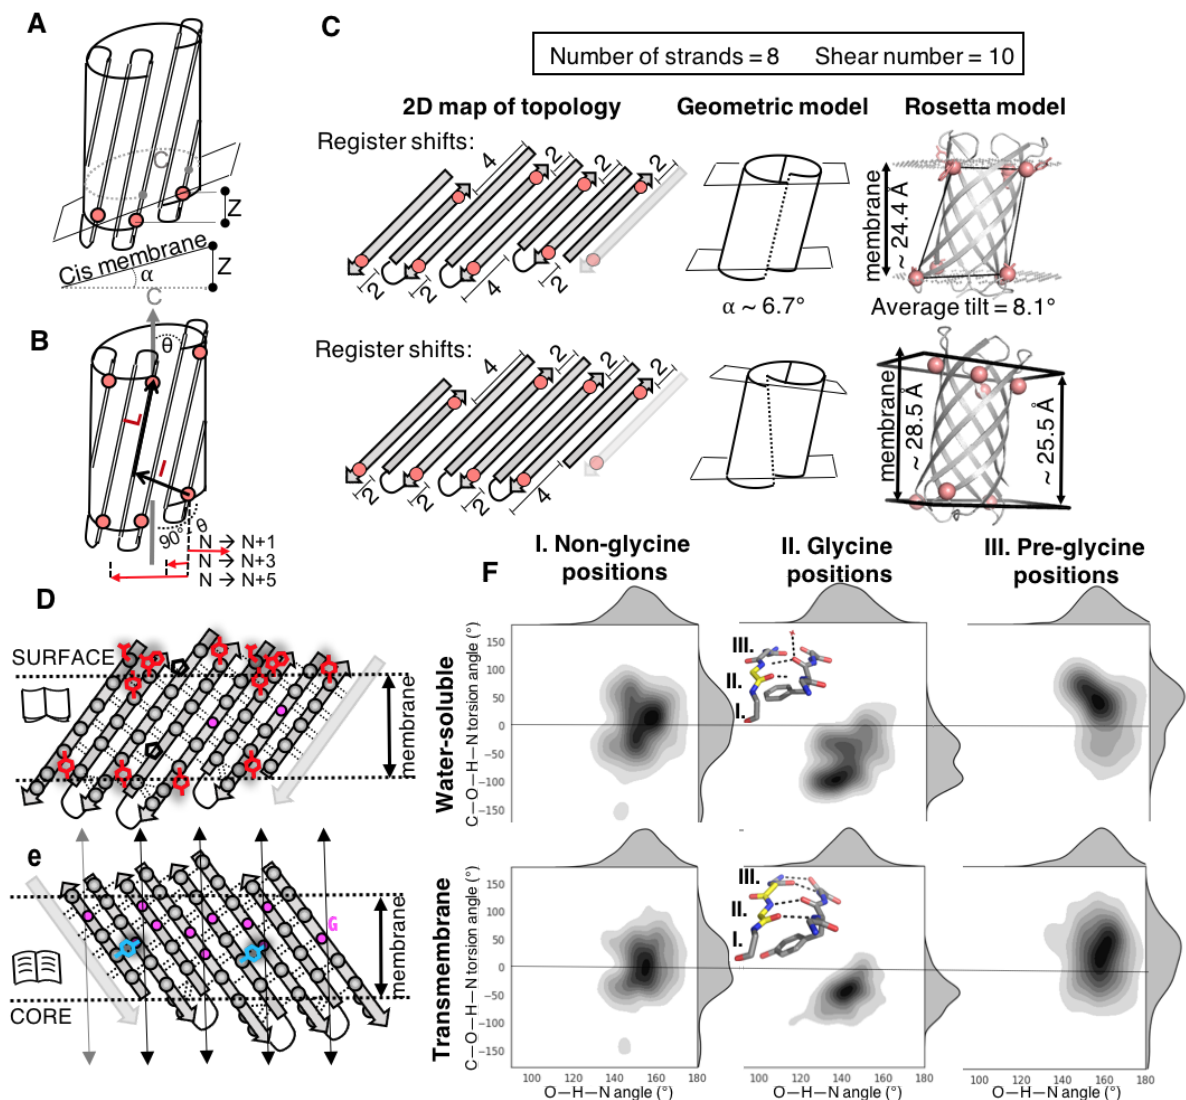 A
C
Z
Cis membrane
α
Z
C
B
θ
L
l
90°
θ
N → N+1
N → N+3
N → N+5
C
Number of strands = 8 Shear number = 10
2D map of topology
Geometric model
Rosetta model
Register shifts:
4
2
2
2
2
2
4
2
α ~ 6.7°
membrane
~ 24.4 Å
Average tilt = 8.1°
Register shifts:
4
2
2
2
2
2
2
4
membrane
~ 28.5 Å
~ 25.5 Å
D
SURFACE
membrane
e
G
membrane
CORE
F
I. Non-glycine
positions
II. Glycine
positions
III. Pre-glycine
positions
Water-soluble
C—O—H—N torsion angle (°)
150
100
50
0
−50
−100
−150
III.
II.
I.
Transmembrane
C—O—H—N torsion angle (°)
150
100
50
0
−50
−100
−150
III.
II.
I.
100 120 140 160 180
O—H—N angle (°)
100 120 140 160 180
O—H—N angle (°)
100 120 140 160 180
O—H—N angle (°)